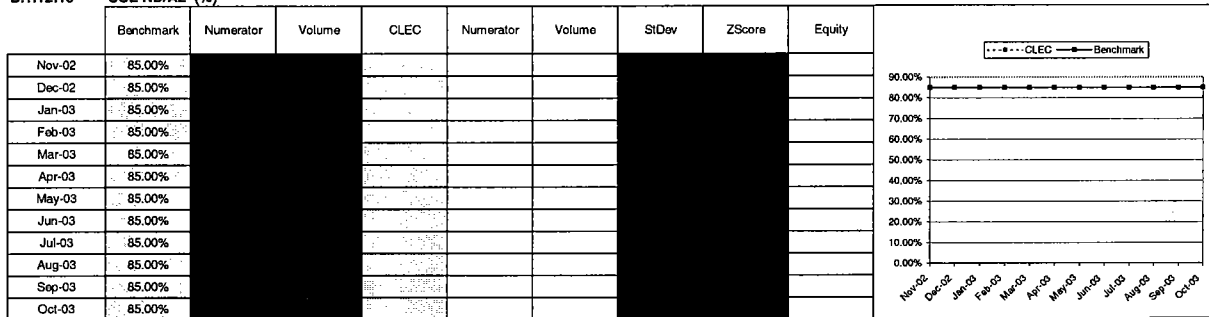 Benchmark Numerator Volume CLEC Numerator Volume StDev ZScore Equity
Nov-02 85.00%
Dec-02 85.00%
Jan-03 85.00%
Feb-03 85.00%
Mar-03 85.00%
Apr-03 85.00%
May-03 85.00%
Jun-03 85.00%
Jul-03 85.00%
Aug-03 85.00%
Sep-03 85.00%
Oct-03 85.00%
CLEC Benchmark
90.00%
80.00%
70.00%
60.00%
50.00%
40.00%
30.00%
20.00%
10.00%
0.00%
Nov-02 Dec-02 Jan-03 Feb-03 Mar-03 Apr-03 May-03 Jun-03 Jul-03 Aug-03 Sep-03 Oct-03